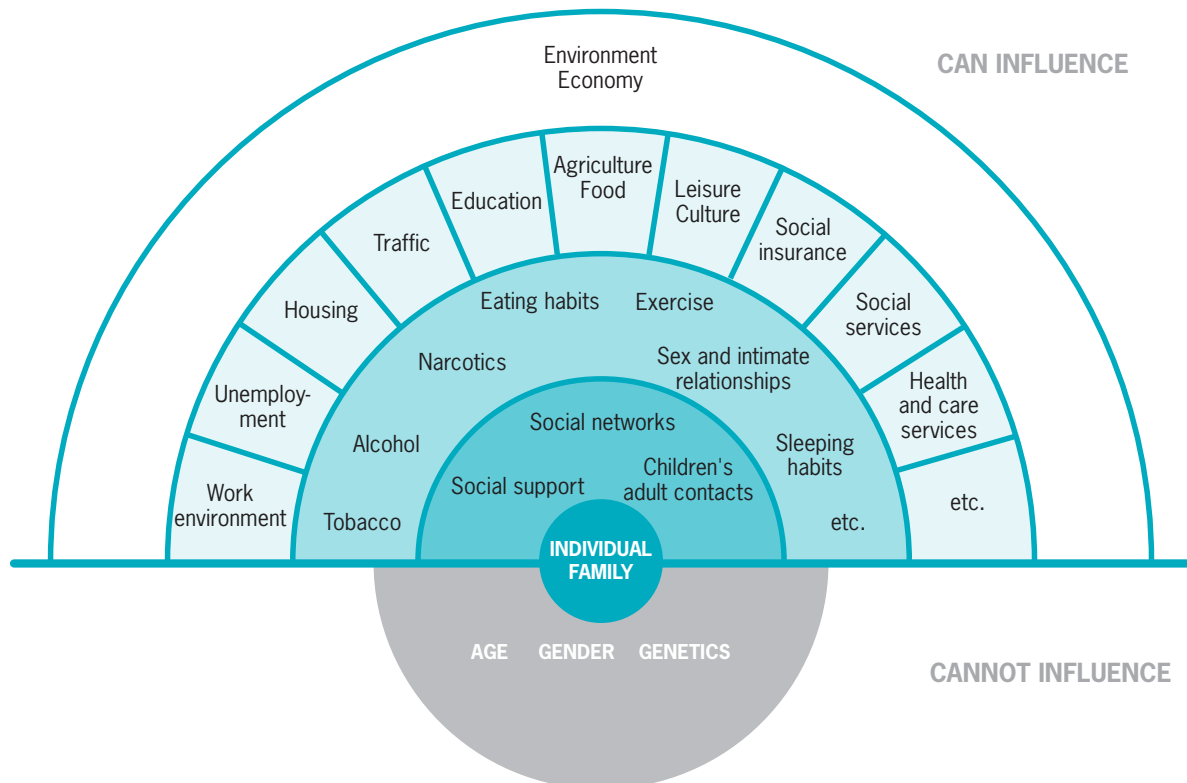 Environment
Economy
CAN INFLUENCE
Agriculture
Food
Education
Leisure
Culture
Traffic
Social
insurance
Housing
Social
services
Unemploy-
ment
Health
and care
services
Work
environment
etc.
Eating habits
Exercise
Narcotics
Sex and intimate
relationships
Alcohol
Sleeping
habits
Tobacco
etc.
Social networks
Social support
Children's
adult contacts
INDIVIDUAL
FAMILY
AGE GENDER GENETICS
CANNOT INFLUENCE